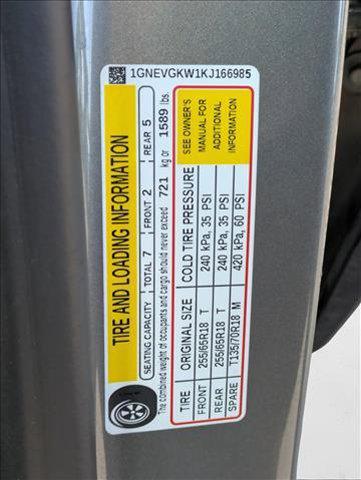 1GNEVGKW1KJ166985
TIRE AND LOADING INFORMATION
SEATING CAPACITY TOTAL 7 FRONT 2 REAR 5
The combined weight of occupants and cargo should never exceed 721 kg or 1589 lbs.
TIRE ORIGINAL SIZE COLD TIRE PRESSURE
FRONT 255/65R18 T 240 kPa, 35 PSI
REAR 255/65R18 T 240 kPa, 35 PSI
SPARE T135/70R18 M 420 kPa, 60 PSI
SEE OWNER'S
MANUAL FOR
ADDITIONAL
INFORMATION